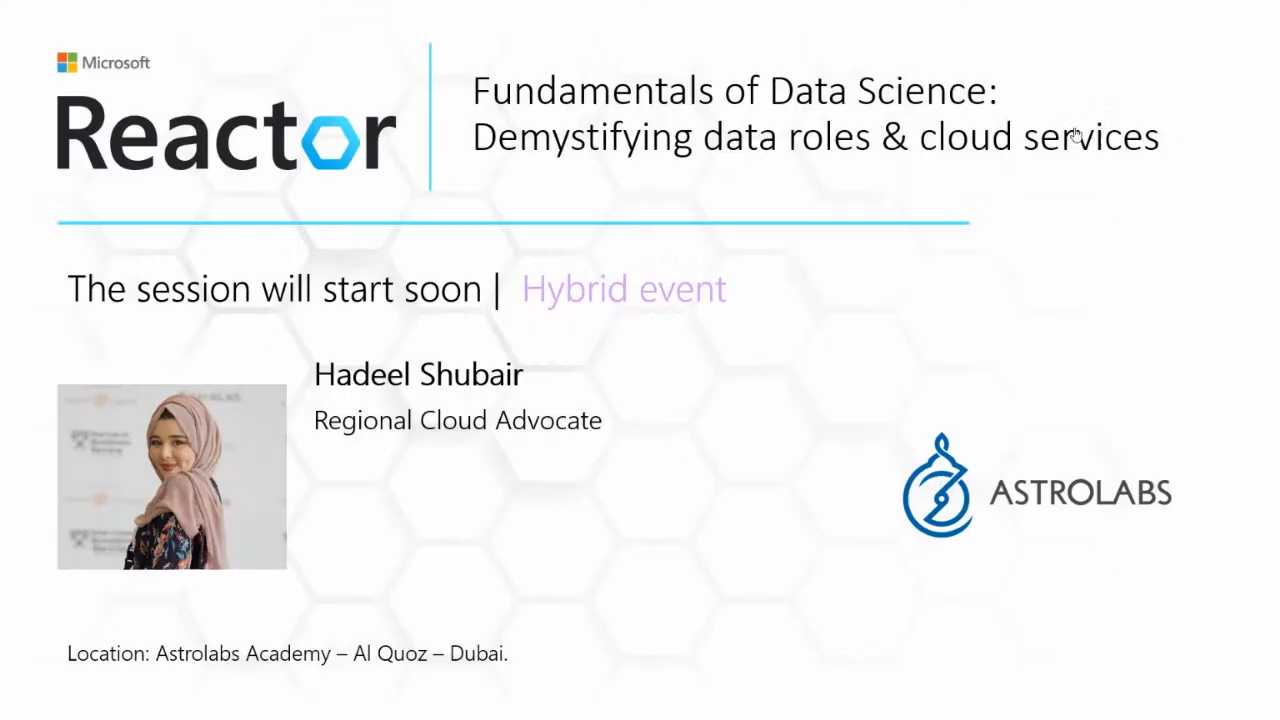 Microsoft
Reactor
Fundamentals of Data Science:
Demystifying data roles & cloud services
The session will start soon | Hybrid event
Hadeel Shubair
Regional Cloud Advocate
ASTROLABS
Location: Astrolabs Academy – Al Quoz – Dubai.